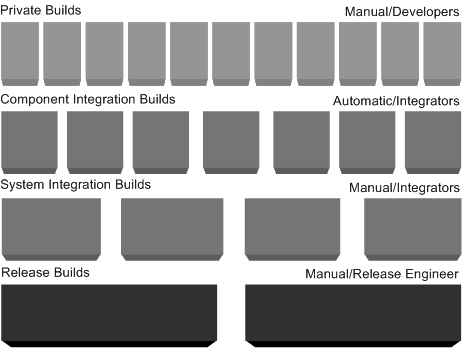 Private Builds Manual/Developers
Component Integration Builds Automatic/Integrators
System Integration Builds Manual/Integrators
Release Builds Manual/Release Engineer